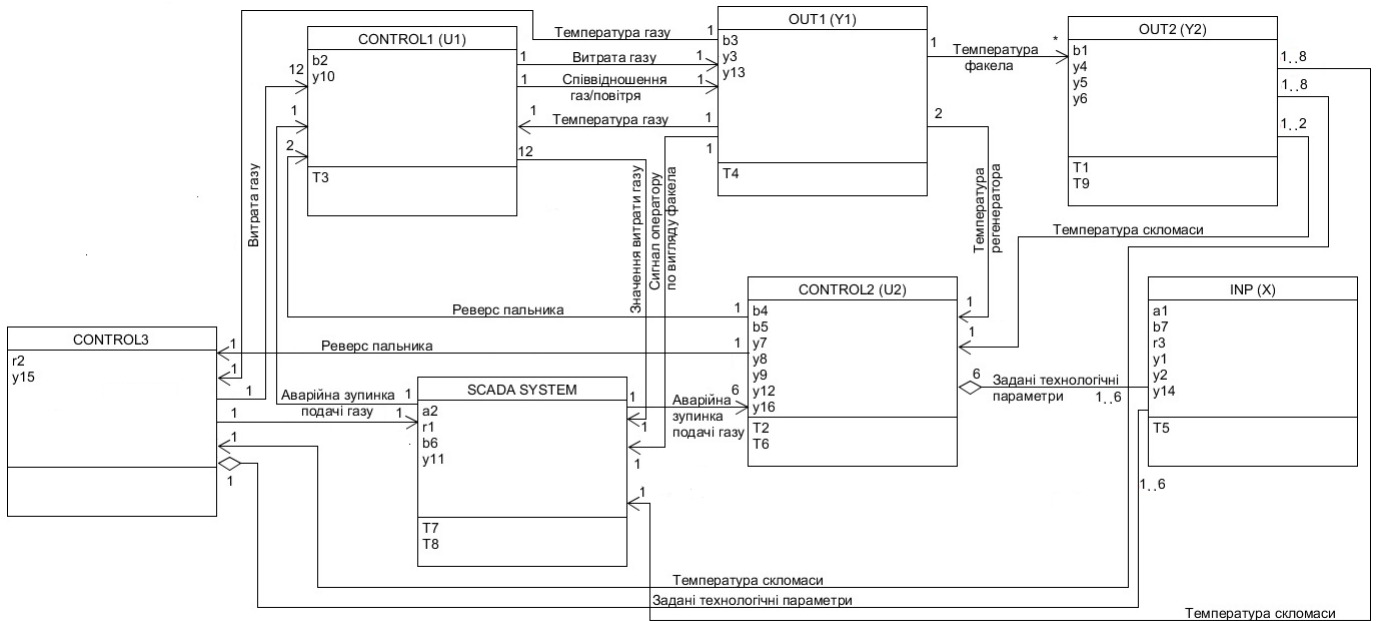 CONTROL1 (U1)
b2
y10
T3
OUT1 (Y1)
b3
y3
y13
T4
OUT2 (Y2)
b1
y4
y5
y6
T1
T9
Температура газу
1
1
Витрата газу
1
1
Співвідношення
газ/повітря
1
1
Температура газу
1
12
1
2
12
1
1
*
Температура
факела
2
1..8
1..8
1..2
Витрата газу
Значення витрати газу
Сигнал оператору
по вигляду факела
Температура
регенератора
Температура скломаси
CONTROL2 (U2)
b4
b5
y7
y8
y9
y12
y16
T2
T6
INP (X)
a1
b7
r3
y1
y2
y14
T5
Реверс пальника
1
1
1
CONTROL3
r2
y15
1
Реверс пальника
1
1
SCADA SYSTEM
a2
r1
b6
y11
T7
T8
1
Аварійна зупинка
подачі газу
1
1
1
1
Аварійна
зупинка
подачі газу
6
6
Задані технологічні
параметри
1..6
1
1
1
1
1
1..6
Температура скломаси
Задані технологічні параметри
Температура скломаси